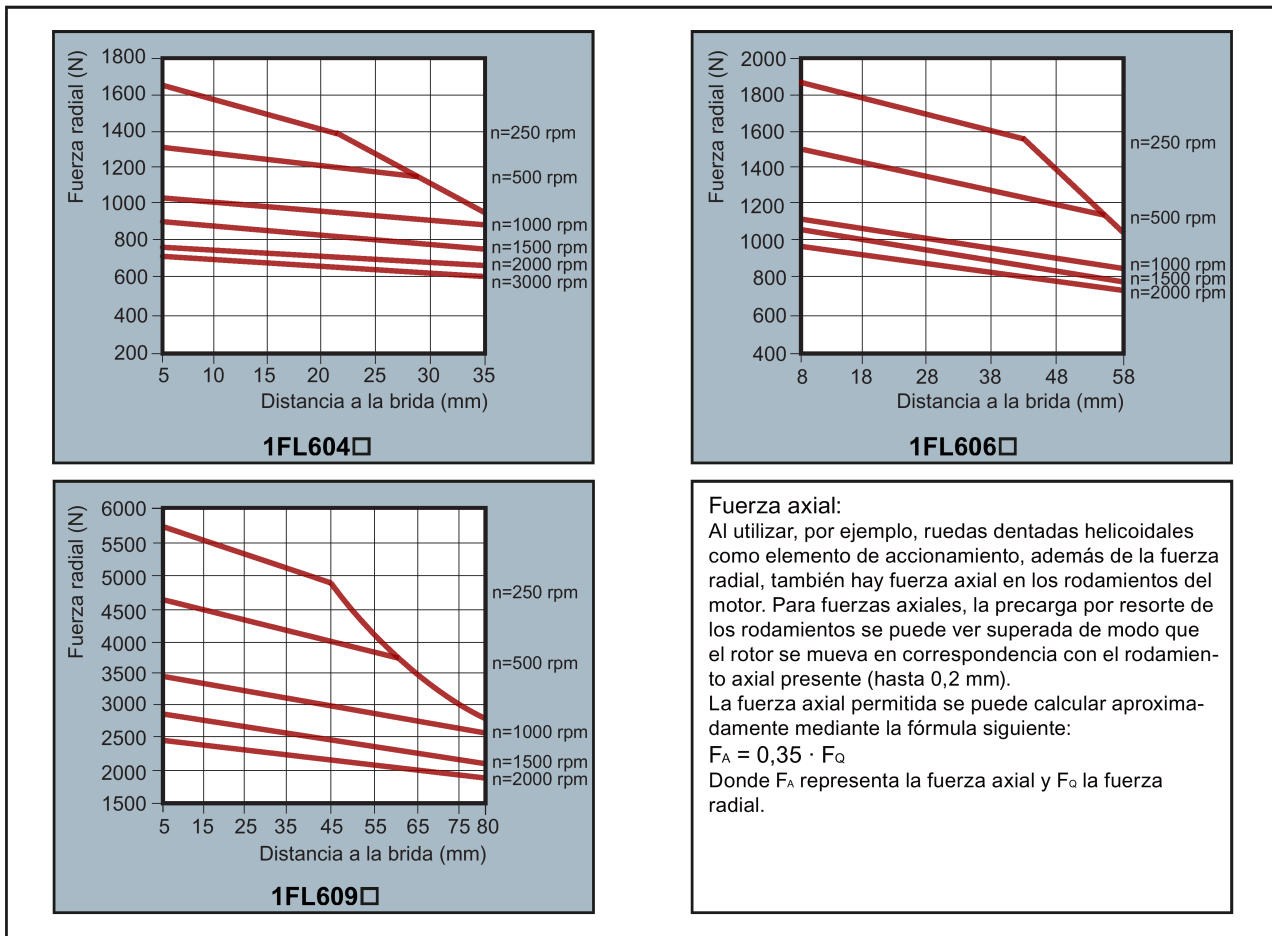 Fuerza radial (N)
1800
1600
1400
1200
1000
800
600
400
200
n=250 rpm
n=500 rpm
n=1000 rpm
n=1500 rpm
n=2000 rpm
n=3000 rpm
5 10 15 20 25 30 35
Distancia a la brida (mm)
1FL604□
Fuerza radial (N)
2000
1800
1600
1400
1200
1000
800
600
400
n=250 rpm
n=500 rpm
n=1000 rpm
n=1500 rpm
n=2000 rpm
8 18 28 38 48 58
Distancia a la brida (mm)
1FL606□
Fuerza radial (N)
6000
5500
5000
4500
4000
3500
3000
2500
2000
1500
n=250 rpm
n=500 rpm
n=1000 rpm
n=1500 rpm
n=2000 rpm
5 15 25 35 45 55 65 75 80
Distancia a la brida (mm)
1FL609□
Fuerza axial:
Al utilizar, por ejemplo, ruedas dentadas helicoidales
como elemento de accionamiento, además de la fuerza
radial, también hay fuerza axial en los rodamientos del
motor. Para fuerzas axiales, la precarga por resorte de
los rodamientos se puede ver superada de modo que
el rotor se mueva en correspondencia con el rodamien-
to axial presente (hasta 0,2 mm).
La fuerza axial permitida se puede calcular aproxima-
damente mediante la fórmula siguiente:
FA = 0,35 · FQ
Donde FA representa la fuerza axial y FQ la fuerza
radial.